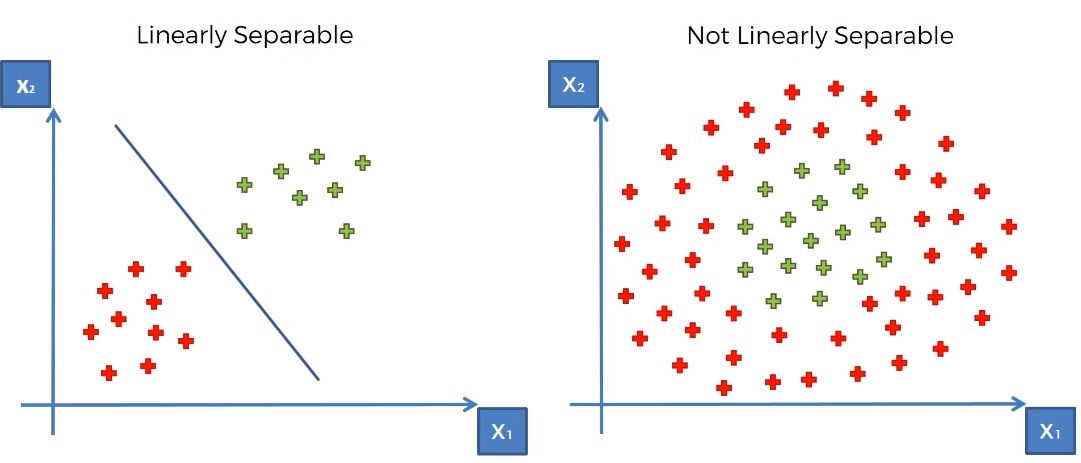 Linearly Separable
Not Linearly Separable
X₂
X₂
X₁
X₁